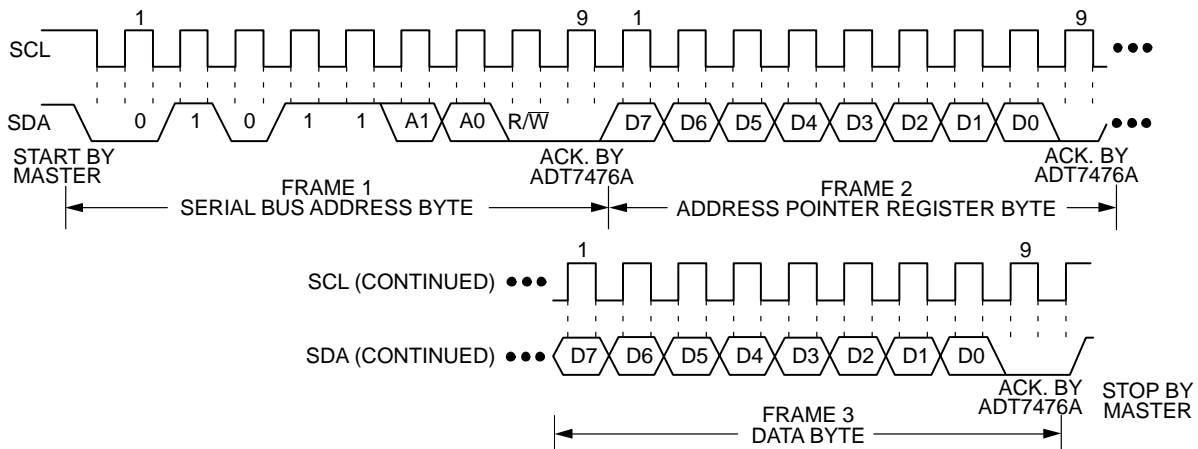 1 9 1 9
SCL
SDA 0 1 0 1 1 A1 A0 R/W̅ D7 D6 D5 D4 D3 D2 D1 D0
START BY MASTER
ACK. BY ADT7476A
ACK. BY ADT7476A
FRAME 1
SERIAL BUS ADDRESS BYTE
FRAME 2
ADDRESS POINTER REGISTER BYTE
1 9
SCL (CONTINUED)
SDA (CONTINUED) D7 D6 D5 D4 D3 D2 D1 D0
ACK. BY ADT7476A
STOP BY MASTER
FRAME 3
DATA BYTE